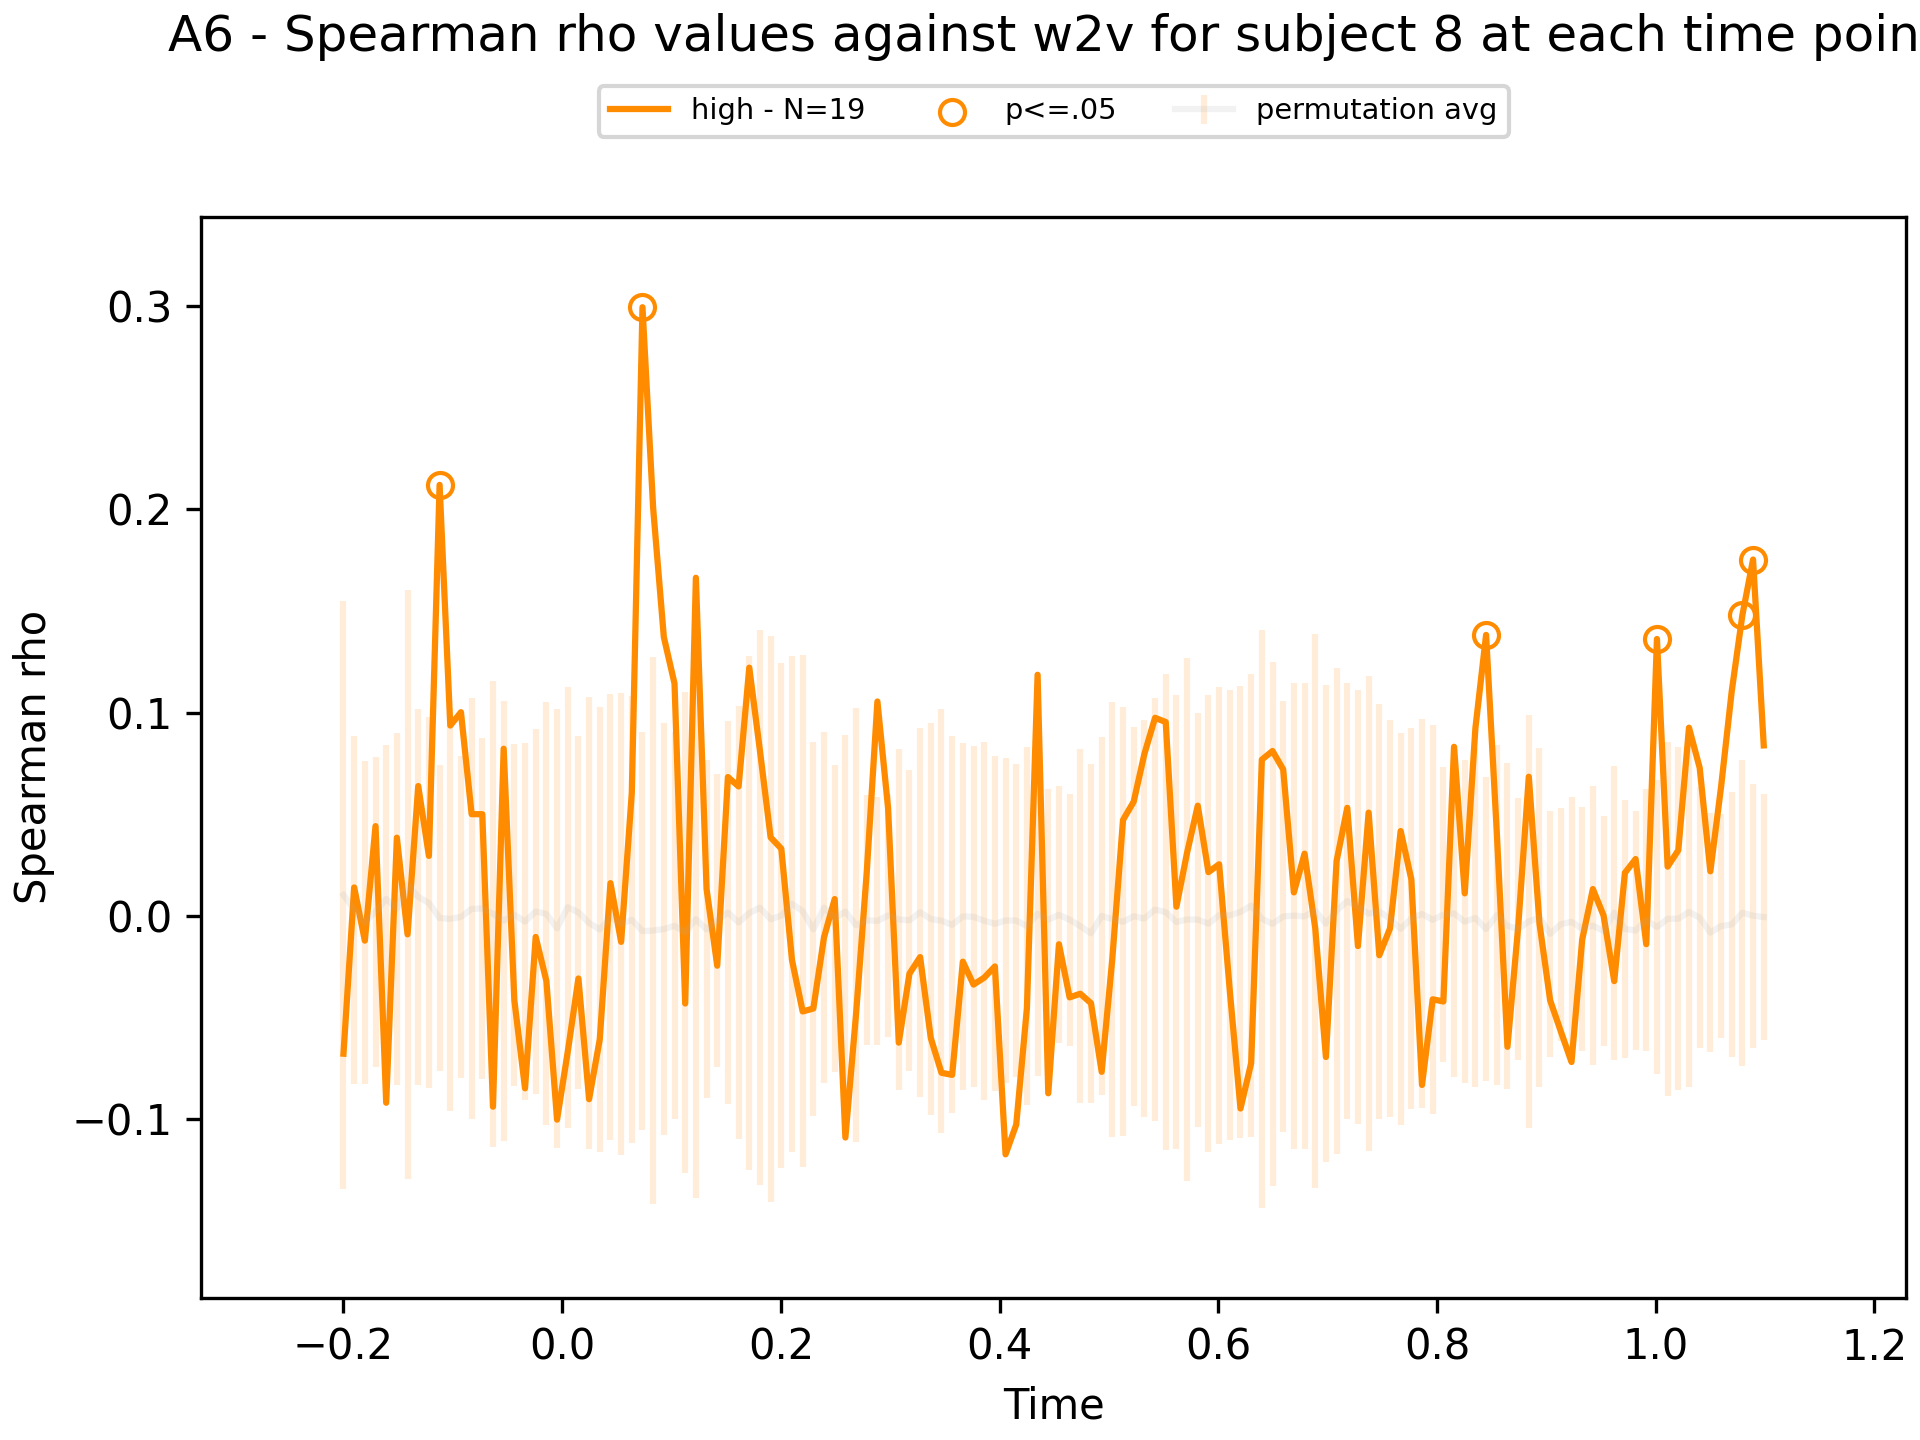 A6 - Spearman rho values against w2v for subject 8 at each time poin
high - N=19 p<=.05 permutation avg
0.3
0.2
0.1
0.0
−0.1
Spearman rho
−0.2 0.0 0.2 0.4 0.6 0.8 1.0 1.2
Time